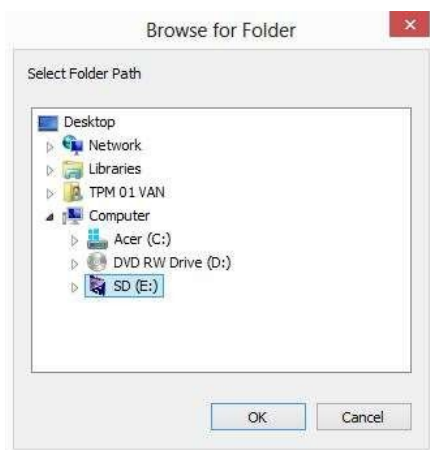 Browse for Folder
Select Folder Path
Desktop
Network
Libraries
TPM 01 VAN
Computer
Acer (C:)
DVD RW Drive (D:)
SD (E:)
OK Cancel